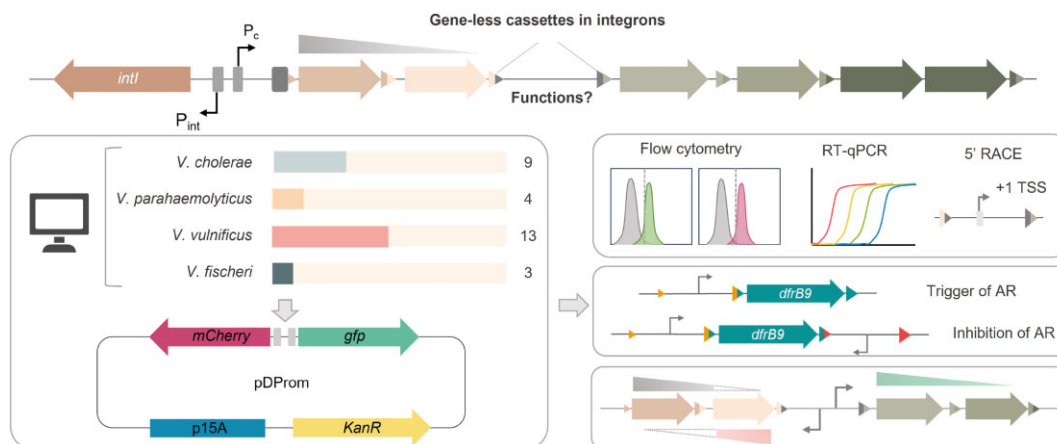 Gene-less cassettes in integrons
Pc
intI
Functions?
Pint
V. cholerae 9
V. parahaemolyticus 4
V. vulnificus 13
V. fischeri 3
mCherry gfp
pDProm
p15A KanR
Flow cytometry RT-qPCR 5' RACE
+1 TSS
dfrB9 Trigger of AR
dfrB9 Inhibition of AR